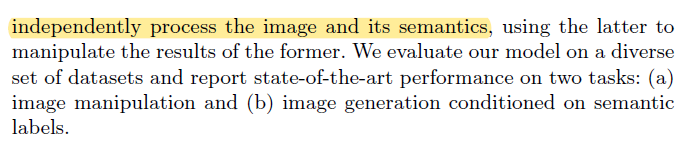 independently process the image and its semantics, using the latter to
manipulate the results of the former. We evaluate our model on a diverse
set of datasets and report state-of-the-art performance on two tasks: (a)
image manipulation and (b) image generation conditioned on semantic
labels.